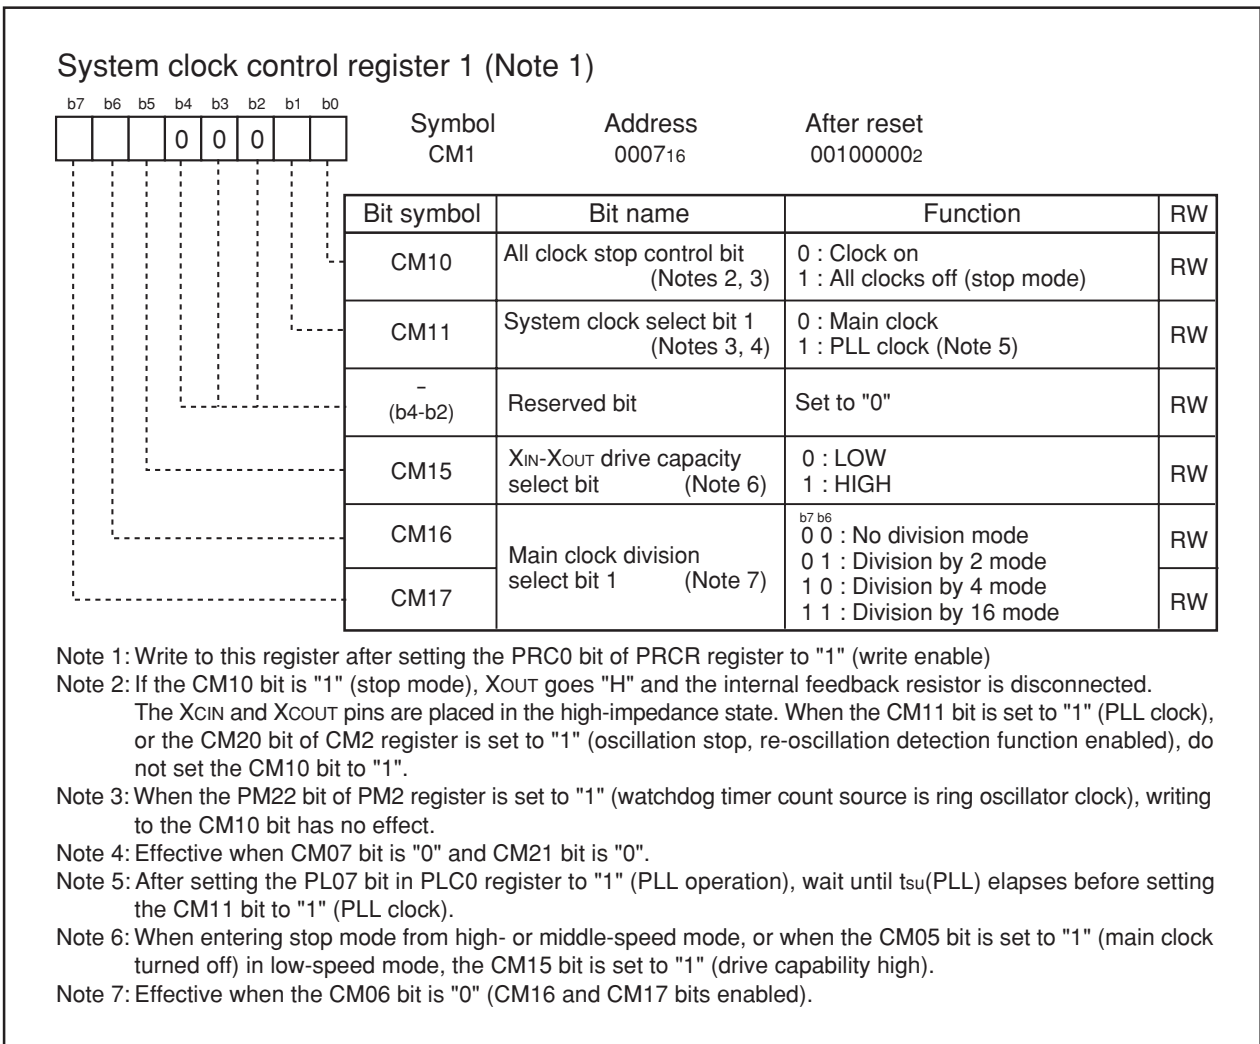 System clock control register 1 (Note 1)
b7 b6 b5 b4 b3 b2 b1 b0
0 0 0
Symbol Address After reset
CM1 000716 001000002
Bit symbol Bit name Function RW
CM10 All clock stop control bit (Notes 2, 3) 0 : Clock on RW
1 : All clocks off (stop mode)
CM11 System clock select bit 1 (Notes 3, 4) 0 : Main clock RW
1 : PLL clock (Note 5)
– (b4-b2) Reserved bit Set to "0" RW
CM15 XIN-XOUT drive capacity select bit (Note 6) 0 : LOW RW
1 : HIGH
CM16 Main clock division select bit 1 (Note 7) b7 b6 RW
0 0 : No division mode
0 1 : Division by 2 mode
CM17 1 0 : Division by 4 mode RW
1 1 : Division by 16 mode
Note 1: Write to this register after setting the PRC0 bit of PRCR register to "1" (write enable)
Note 2: If the CM10 bit is "1" (stop mode), XOUT goes "H" and the internal feedback resistor is disconnected.
The XCIN and XCOUT pins are placed in the high-impedance state. When the CM11 bit is set to "1" (PLL clock),
or the CM20 bit of CM2 register is set to "1" (oscillation stop, re-oscillation detection function enabled), do
not set the CM10 bit to "1".
Note 3: When the PM22 bit of PM2 register is set to "1" (watchdog timer count source is ring oscillator clock), writing
to the CM10 bit has no effect.
Note 4: Effective when CM07 bit is "0" and CM21 bit is "0".
Note 5: After setting the PL07 bit in PLC0 register to "1" (PLL operation), wait until tsu(PLL) elapses before setting
the CM11 bit to "1" (PLL clock).
Note 6: When entering stop mode from high- or middle-speed mode, or when the CM05 bit is set to "1" (main clock
turned off) in low-speed mode, the CM15 bit is set to "1" (drive capability high).
Note 7: Effective when the CM06 bit is "0" (CM16 and CM17 bits enabled).